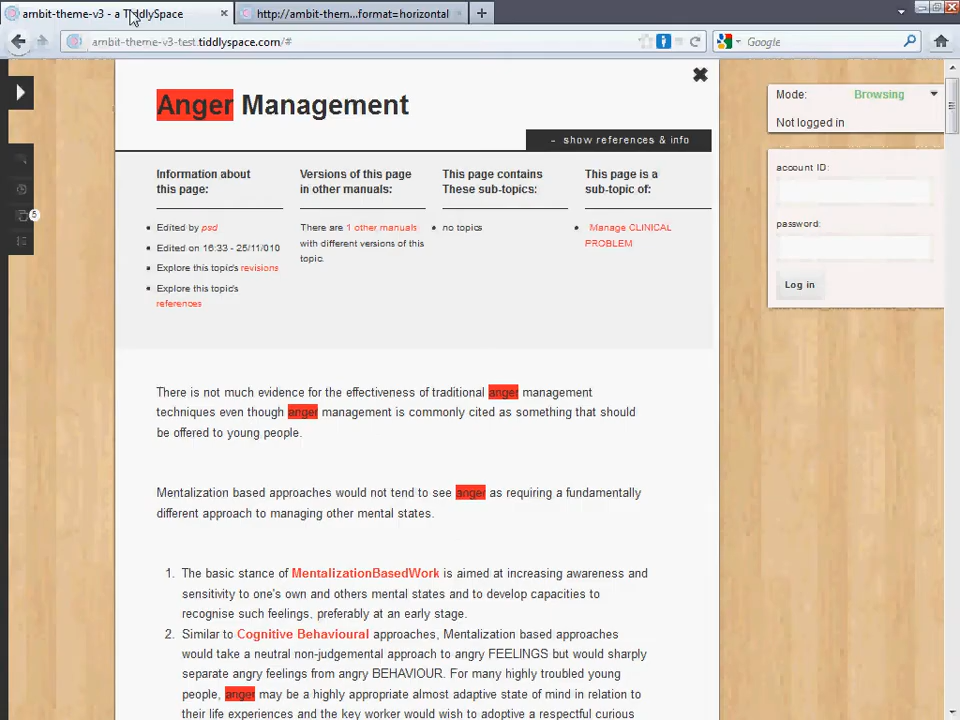 ambit-theme-v3 - a TiddlySpace
http://ambit-them...format=horizontal
ambit-theme-v3-test.tiddlyspace.com/#
Google
Anger Management
- show references & info
Information about
this page:
Edited by psd
Edited on 16:33 - 25/11/010
Explore this topic's revisions
Explore this topic's
references
Versions of this page
in other manuals:
There are 1 other manuals
with different versions of this
topic.
This page contains
These sub-topics:
no topics
This page is a
sub-topic of:
Manage CLINICAL
PROBLEM
Mode: Browsing
Not logged in
account ID:
password:
Log in
5
There is not much evidence for the effectiveness of traditional anger management
techniques even though anger management is commonly cited as something that should
be offered to young people.
Mentalization based approaches would not tend to see anger as requiring a fundamentally
different approach to managing other mental states.
1. The basic stance of MentalizationBasedWork is aimed at increasing awareness and
sensitivity to one's own and others mental states and to develop capacities to
recognise such feelings, preferably at an early stage.
2. Similar to Cognitive Behavioural approaches, Mentalization based approaches
would take a neutral non-judgemental approach to angry FEELINGS but would sharply
separate angry feelings from angry BEHAVIOUR. For many highly troubled young
people, anger may be a highly appropriate almost adaptive state of mind in relation to
their life experiences and the key worker would wish to adoptive a respectful curious